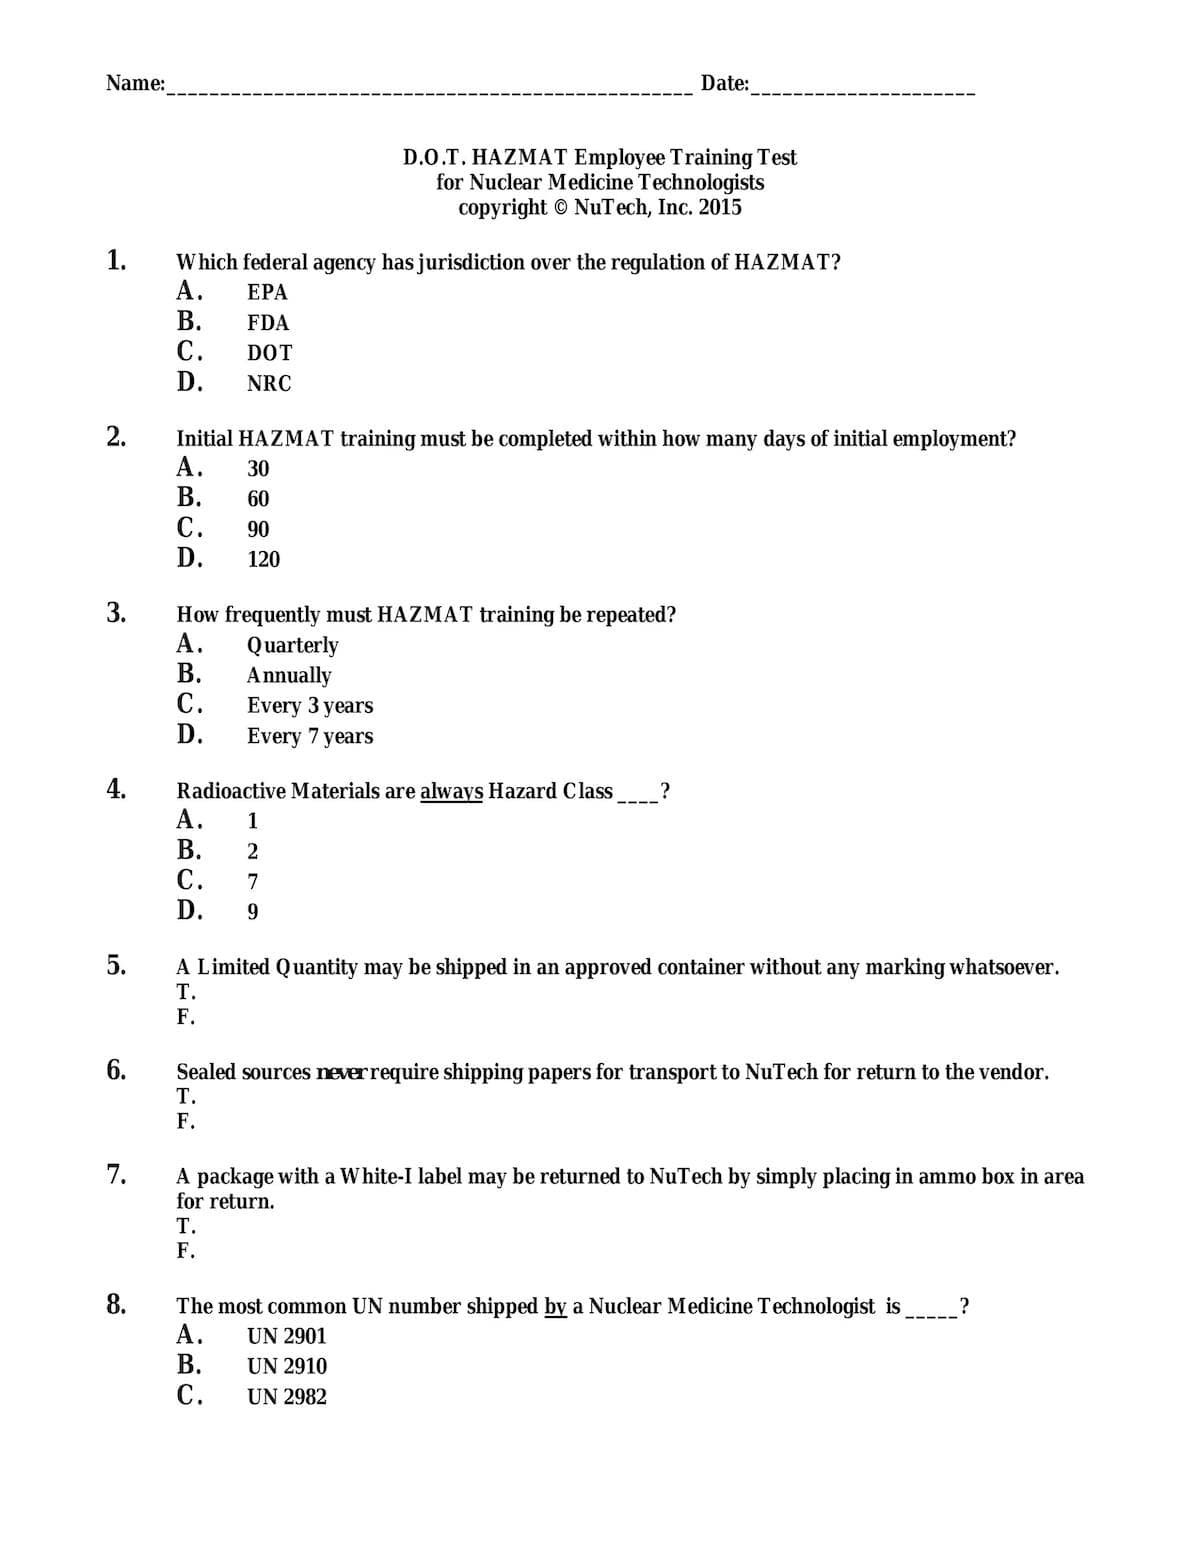 Name:_________________________________________________ Date:_____________________
D.O.T. HAZMAT Employee Training Test
for Nuclear Medicine Technologists
copyright © NuTech, Inc. 2015
1. Which federal agency has jurisdiction over the regulation of HAZMAT?
A. EPA
B. FDA
C. DOT
D. NRC
2. Initial HAZMAT training must be completed within how many days of initial employment?
A. 30
B. 60
C. 90
D. 120
3. How frequently must HAZMAT training be repeated?
A. Quarterly
B. Annually
C. Every 3 years
D. Every 7 years
4. Radioactive Materials are always Hazard Class ____?
A. 1
B. 2
C. 7
D. 9
5. A Limited Quantity may be shipped in an approved container without any marking whatsoever.
T.
F.
6. Sealed sources never require shipping papers for transport to NuTech for return to the vendor.
T.
F.
7. A package with a White-I label may be returned to NuTech by simply placing in ammo box in area
for return.
T.
F.
8. The most common UN number shipped by a Nuclear Medicine Technologist is _____?
A. UN 2901
B. UN 2910
C. UN 2982